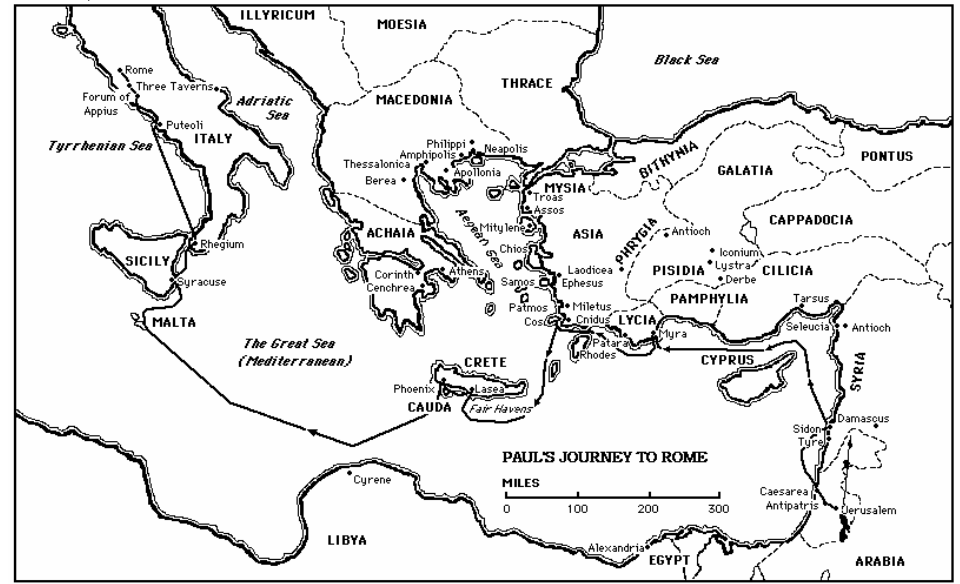 ILLYRICUM
MOESIA
Black Sea
THRACE
Rome
Three Taverns
Forum of
Appius
Adriatic
Sea
MACEDONIA
Puteoli
ITALY
Tyrrhenian Sea
Philippi
Neapolis
Amphipolis
Thessalonica
Apollonia
Berea
BITHYNIA
PONTUS
GALATIA
MYSIA
Troas
Assos
CAPPADOCIA
Aegean Sea
Mitylene
ACHAIA
ASIA
PHRYGIA
Antioch
Rhegium
SICILY
Chios
Iconium
Lystra
Laodicea
PISIDIA
CILICIA
Corinth
Athens
Ephesus
Derbe
Syracuse
Cenchrea
Samos
PAMPHYLIA
Tarsus
Patmos
Miletus
MALTA
Cos
Cnidus
LYCIA
Seleucia
Antioch
Myra
The Great Sea
(Mediterranean)
Patara
Rhodes
CRETE
CYPRUS
SYRIA
Phoenix
Lasea
CAUDA
Fair Havens
Damascus
Sidon
Tyre
PAUL'S JOURNEY TO ROME
MILES
0 100 200 300
Cyrene
Caesarea
Antipatris
Jerusalem
LIBYA
Alexandria
EGYPT
ARABIA